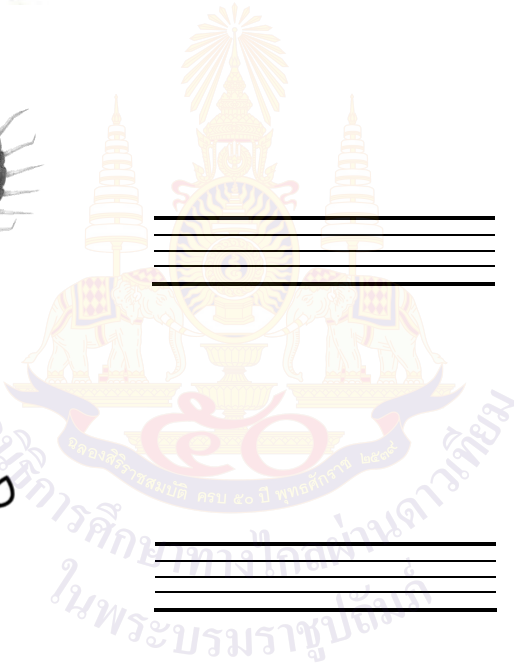 ๕๐
ฉลองสิริราชสมบัติ ครบ ๕๐ ปี พุทธศักราช ๒๕๓๙
การศึกษาทางไกลผ่านดาวเทียม
ในพระบรมราชูปถัมภ์